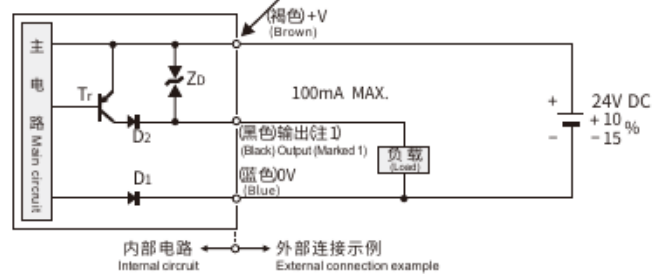 (褐色)+V
(Brown)
主电路 Main circruit
Tr
ZD
D2
100mA MAX.
(黑色)输出(注1)
(Black) Output (Marked 1)
负载
(Load)
+
24V DC
+10
−15 %
−
D1
(蓝色)0V
(Blue)
内部电路
外部连接示例
Internal circruit
External connection example